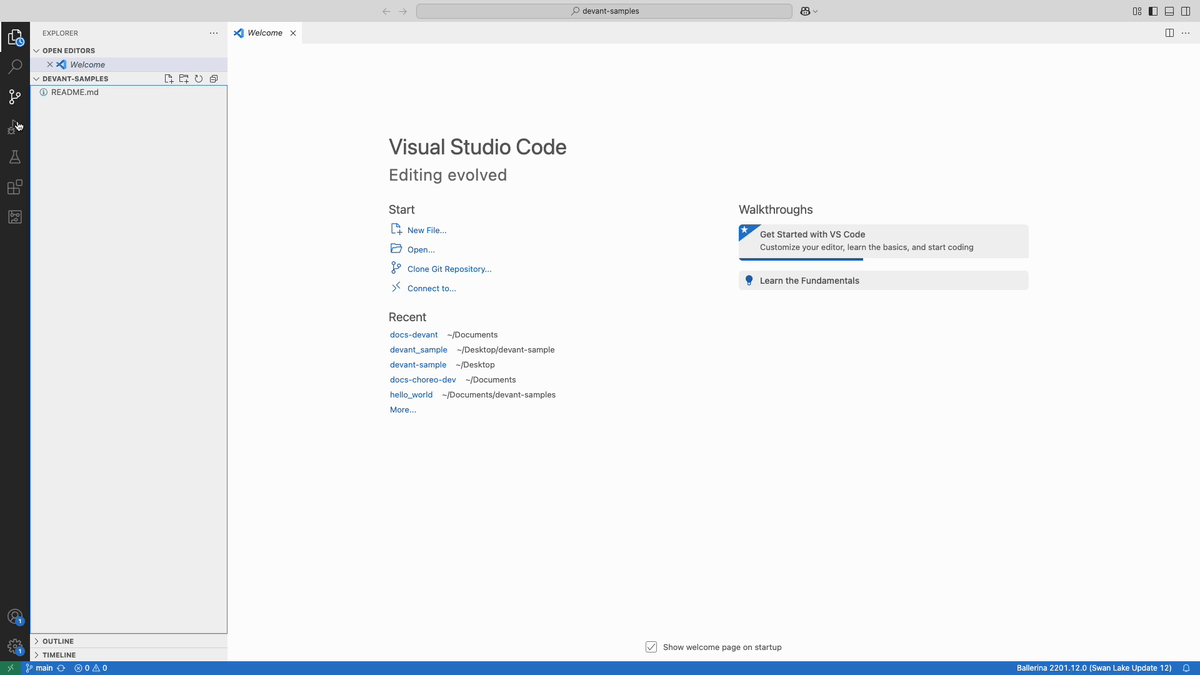 devant-samples
EXPLORER
Welcome
OPEN EDITORS
Welcome
DEVANT-SAMPLES
README.md
Visual Studio Code
Editing evolved
Start
New File...
Open...
Clone Git Repository...
Connect to...
Recent
docs-devant ~/Documents
devant_sample ~/Desktop/devant-sample
devant-sample ~/Desktop
docs-choreo-dev ~/Documents
hello_world ~/Documents/devant-samples
More...
Walkthroughs
Get Started with VS Code
Customize your editor, learn the basics, and start coding
Learn the Fundamentals
Show welcome page on startup
1
1
OUTLINE
TIMELINE
main 0 0 Ballerina 2201.12.0 (Swan Lake Update 12)